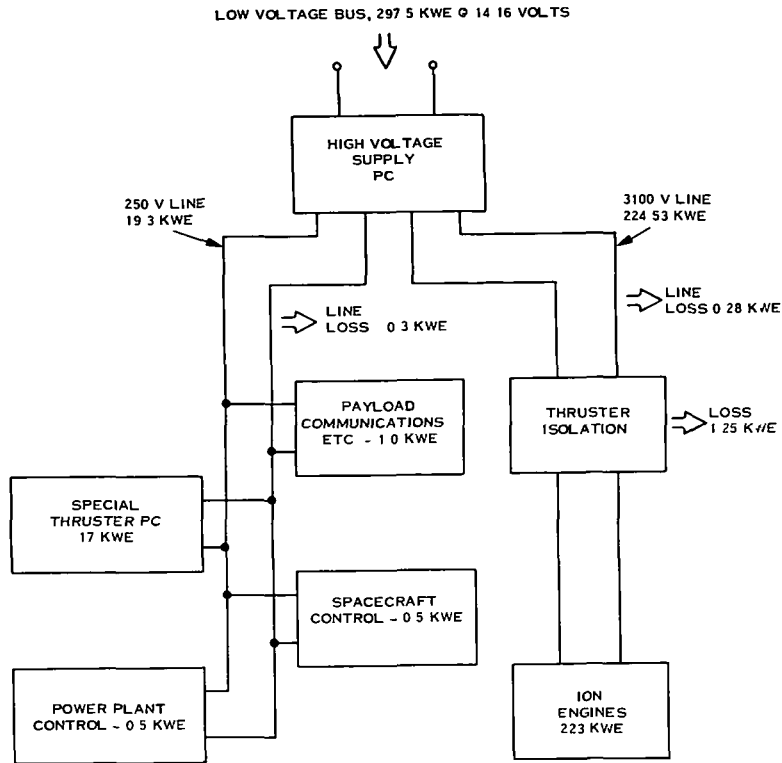 LOW VOLTAGE BUS, 297 5 KWE @ 14 16 VOLTS
HIGH VOLTAGE
SUPPLY
PC
250 V LINE
19 3 KWE
3100 V LINE
224 53 KWE
LINE
LOSS 0 3 KWE
LINE
LOSS 0 28 KWE
PAYLOAD
COMMUNICATIONS
ETC - 1 0 KWE
THRUSTER
ISOLATION
LOSS
1 25 KWE
SPECIAL
THRUSTER PC
17 KWE
SPACECRAFT
CONTROL - 0 5 KWE
POWER PLANT
CONTROL - 0 5 KWE
ION
ENGINES
223 KWE